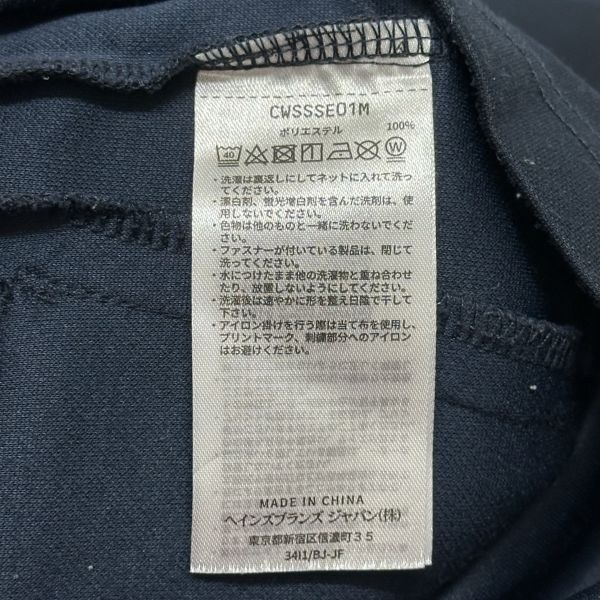 CWSSSE01M
ポリエステル 100%
40 W
・洗濯は裏返しにしてネットに入れて洗っ
てください。
・漂白剤、蛍光増白剤を含んだ洗剤は、使
用しないでください。
・色物は他のものと一緒に洗わないでくだ
さい。
・ファスナーが付いている製品は、閉じて
洗ってください。
・水につけたまま他の洗濯物と重ね合わせ
たり、放置しないようにしてください。
・洗濯後は速やかに形を整え日陰で干して
下さい。
・アイロン掛けを行う際は当て布を使用し、
プリントマーク、刺繍部分へのアイロン
はお避けください。
MADE IN CHINA
ヘインズブランズ ジャパン(株)
東京都新宿区信濃町35
34I1/BJ-JF